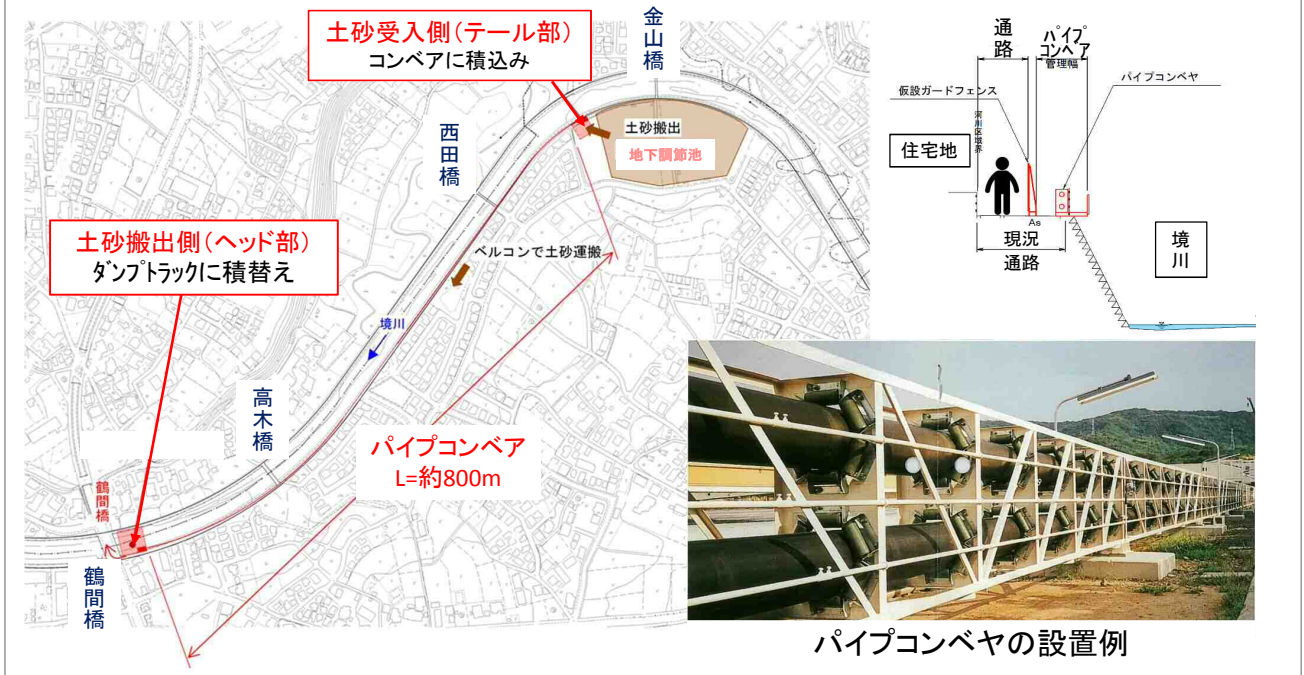 土砂受入側(テール部)
コンベアに積込み
金山橋
西田橋
土砂搬出
地下調節池
土砂搬出側(ヘッド部)
ダンプトラックに積替え
ベルコンで土砂運搬
境川
高木橋
パイプコンベア
L=約800m
鶴間橋
鶴間橋
通路
パイプコンベア
管理幅
パイプコンベヤ
仮設ガードフェンス
河川区域界
住宅地
As
現況
通路
境川
パイプコンベヤの設置例